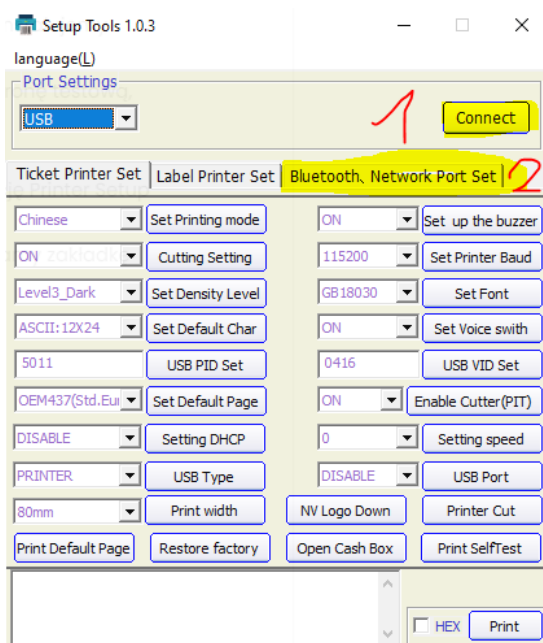 Setup Tools 1.0.3
language(L)
Port Settings
USB
1
Connect
Ticket Printer Set Label Printer Set Bluetooth、Network Port Set 2
Chinese Set Printing mode ON Set up the buzzer
ON Cutting Setting 115200 Set Printer Baud
Level3_Dark Set Density Level GB18030 Set Font
ASCII:12X24 Set Default Char ON Set Voice swith
5011 USB PID Set 0416 USB VID Set
OEM437(Std.Eur Set Default Page ON Enable Cutter(PIT)
DISABLE Setting DHCP 0 Setting speed
PRINTER USB Type DISABLE USB Port
80mm Print width NV Logo Down Printer Cut
Print Default Page Restore factory Open Cash Box Print SelfTest
HEX Print